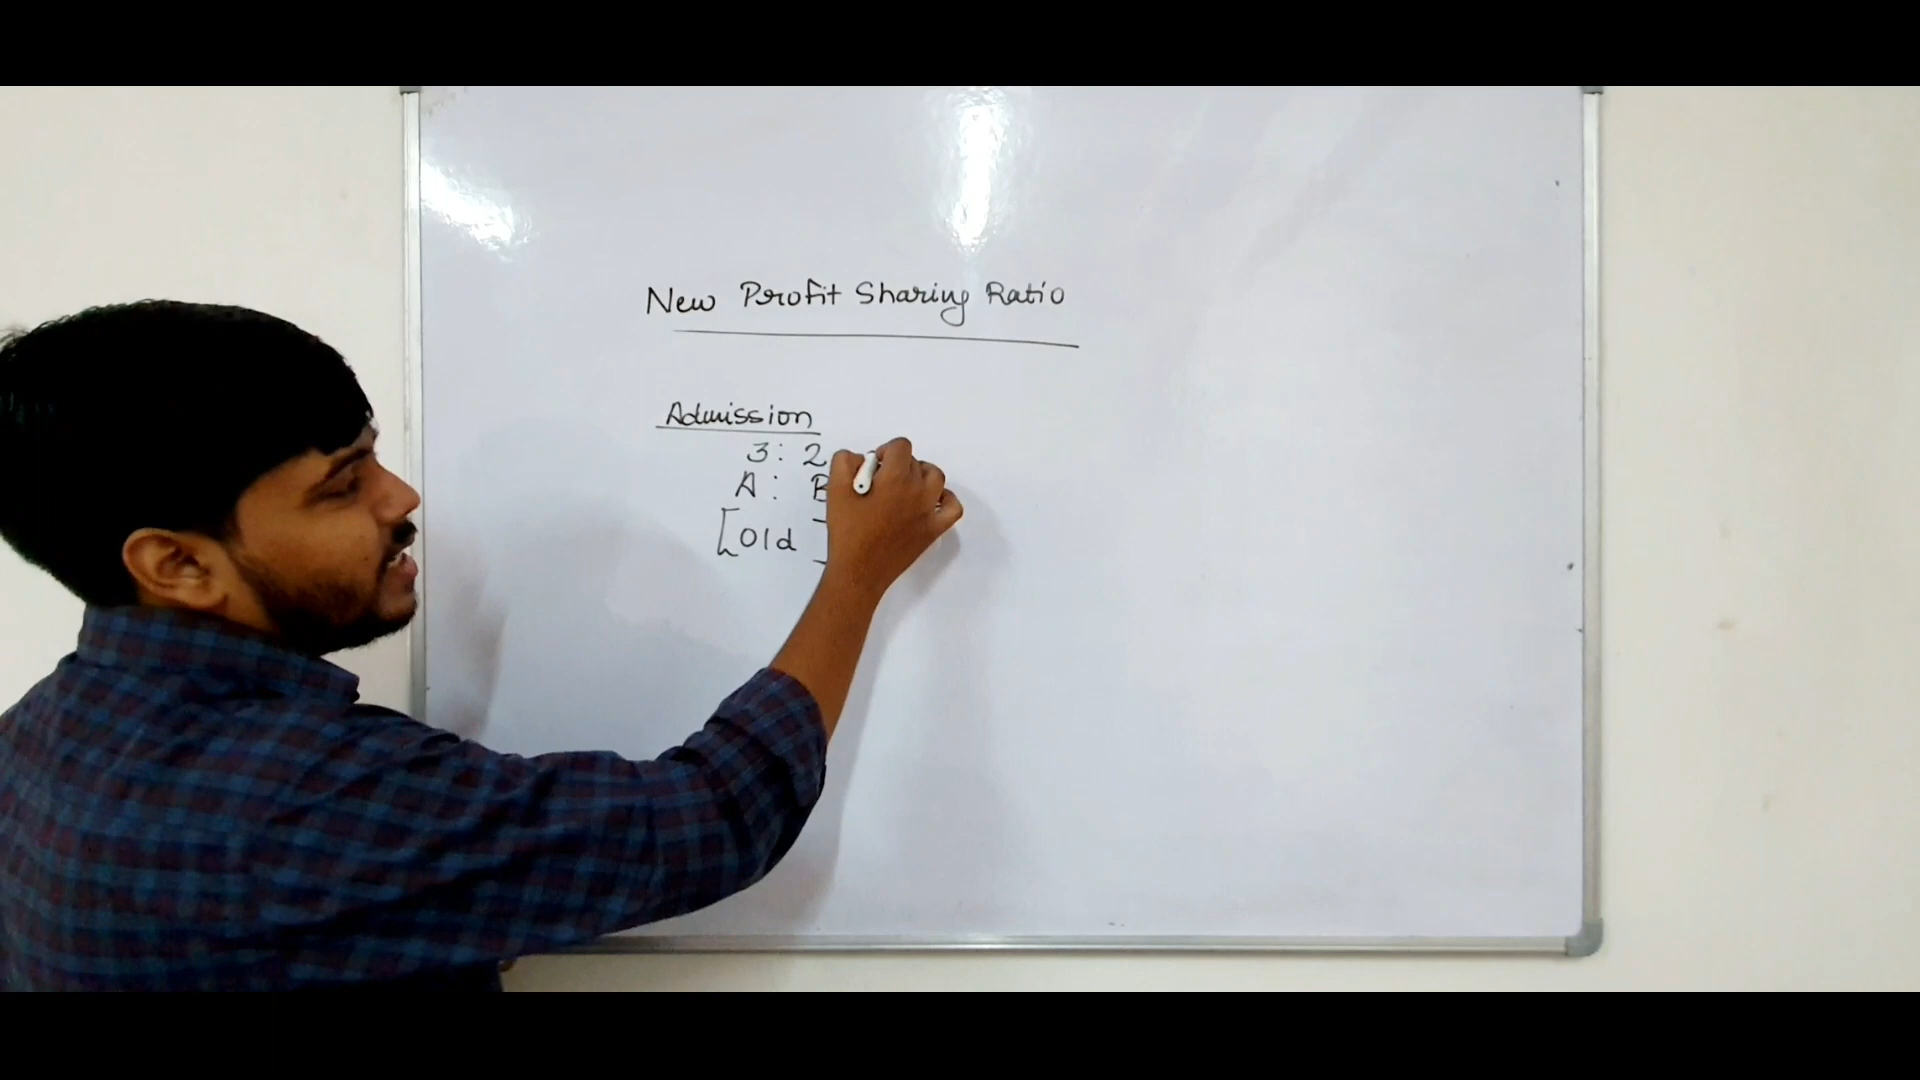 New Profit Sharing Ratio
Admission
3 : 2
A : B
[Old ]